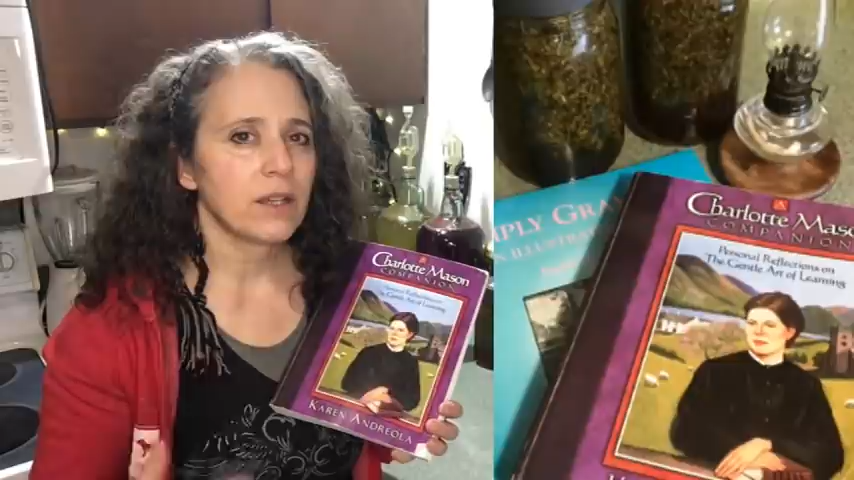 A
Charlotte Mason
COMPANION
Personal Reflections on
The Gentle Art of Learning
KAREN ANDREOLA
MPLY GRA
ILLUSTRA
A
Charlotte Mason
COMPANION
Personal Reflections on
The Gentle Art of Learning